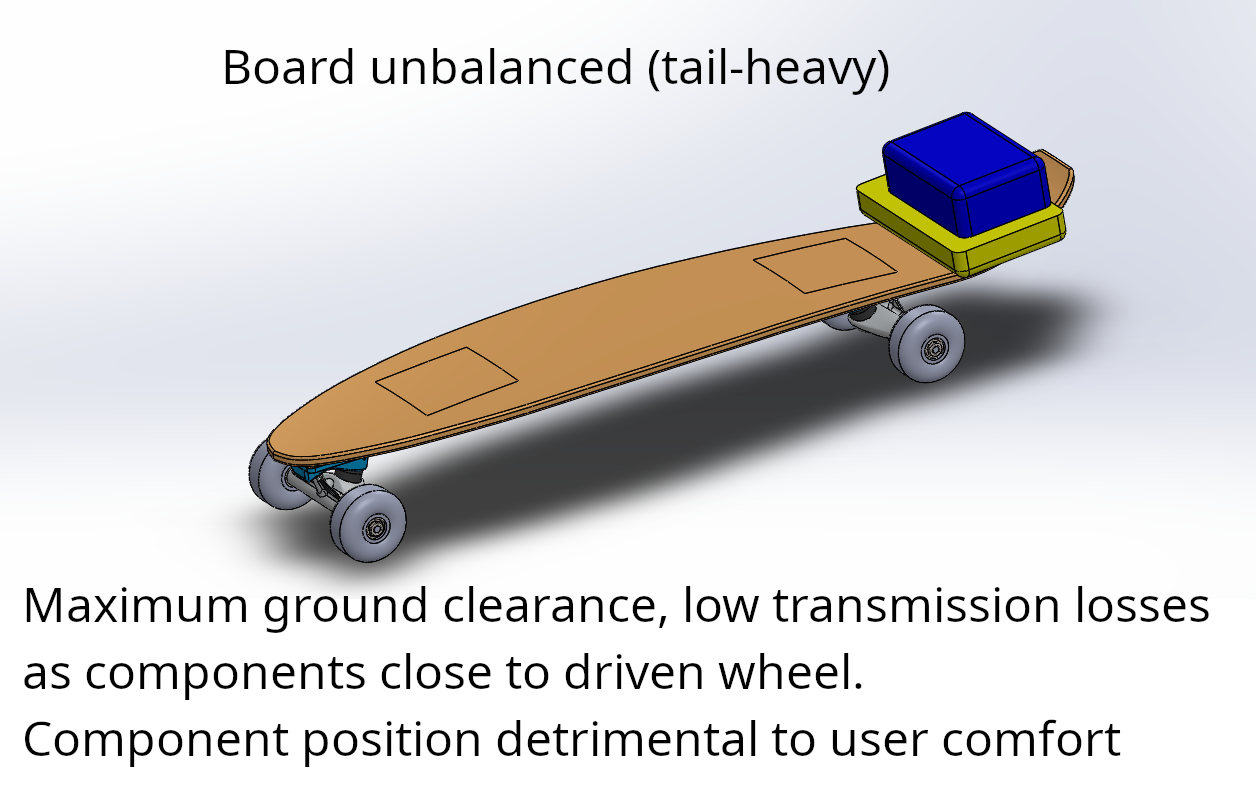 Board unbalanced (tail-heavy)
Maximum ground clearance, low transmission losses
as components close to driven wheel.
Component position detrimental to user comfort